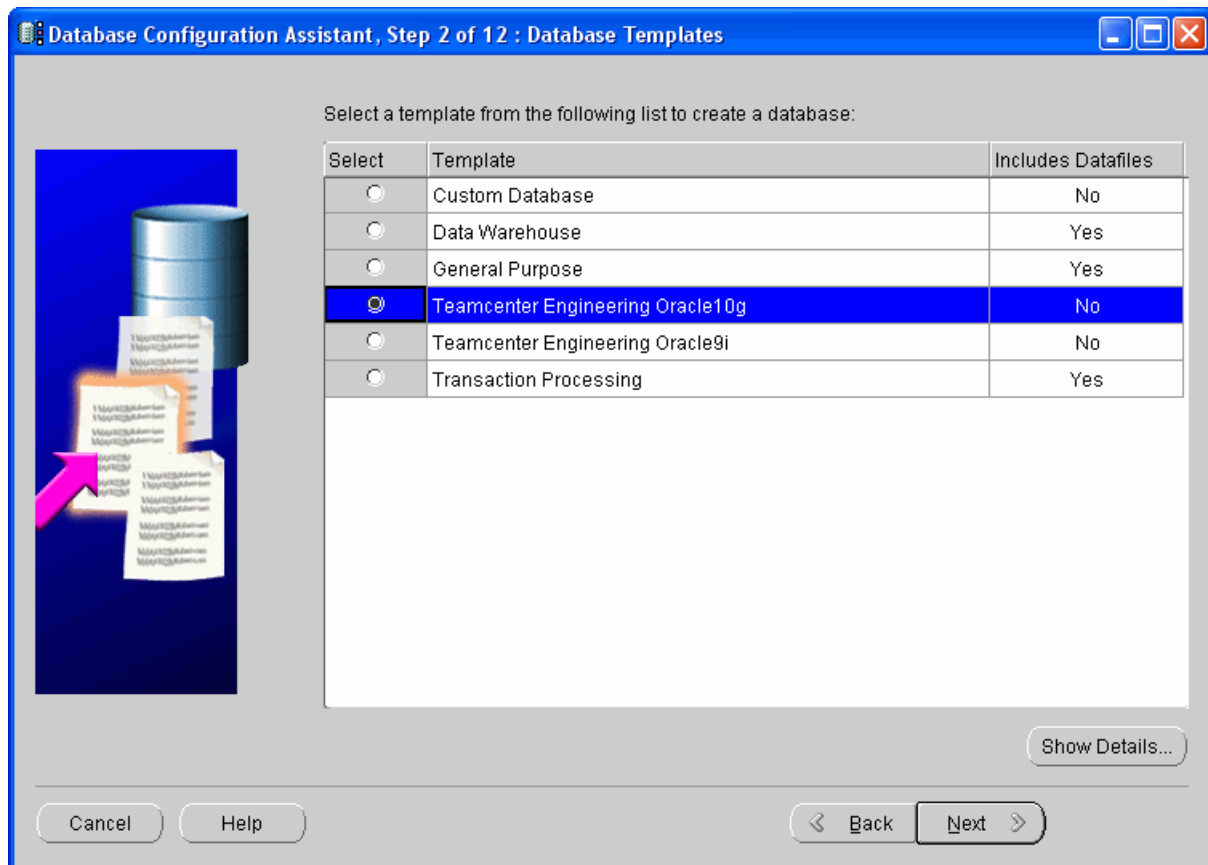 Database Configuration Assistant, Step 2 of 12 : Database Templates
Select a template from the following list to create a database:
Select Template Includes Datafiles
Custom Database No
Data Warehouse Yes
General Purpose Yes
Teamcenter Engineering Oracle10g No
Teamcenter Engineering Oracle9i No
Transaction Processing Yes
Show Details...
Cancel Help Back Next